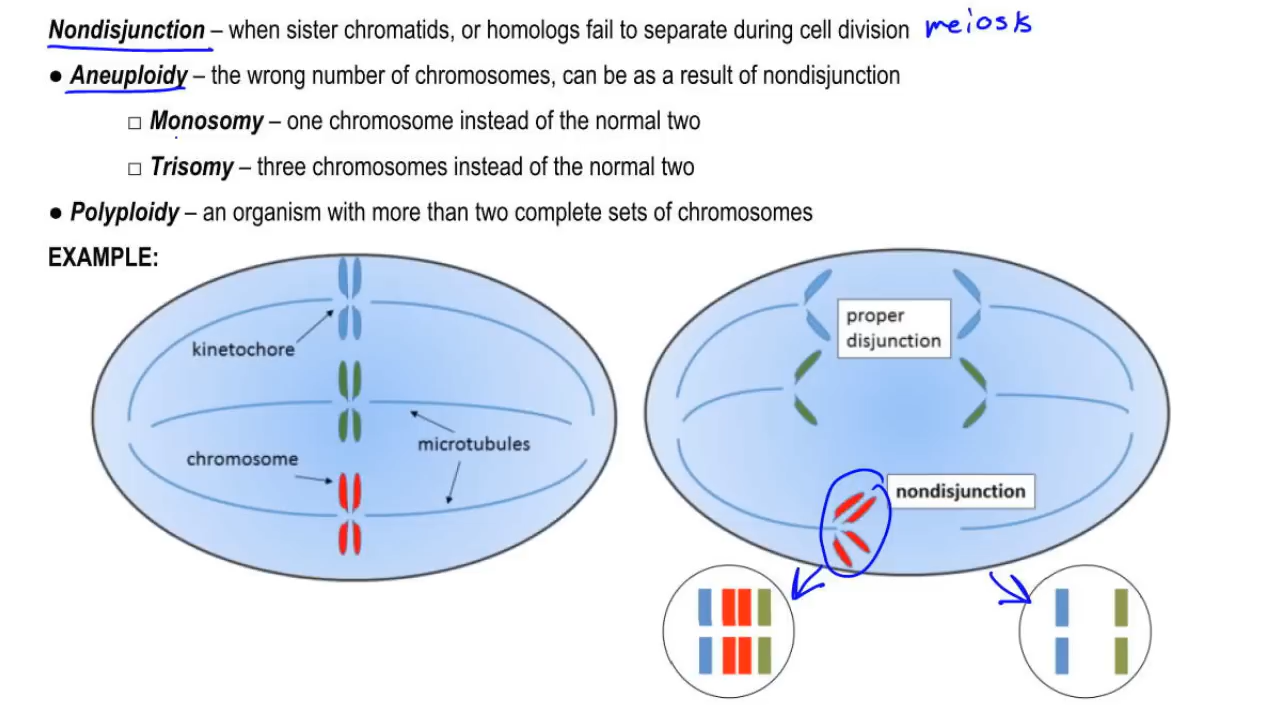 Nondisjunction – when sister chromatids, or homologs fail to separate during cell division meiosis
● Aneuploidy – the wrong number of chromosomes, can be as a result of nondisjunction
□ Monosomy – one chromosome instead of the normal two
□ Trisomy – three chromosomes instead of the normal two
● Polyploidy – an organism with more than two complete sets of chromosomes
EXAMPLE:
kinetochore
chromosome
microtubules
proper
disjunction
nondisjunction